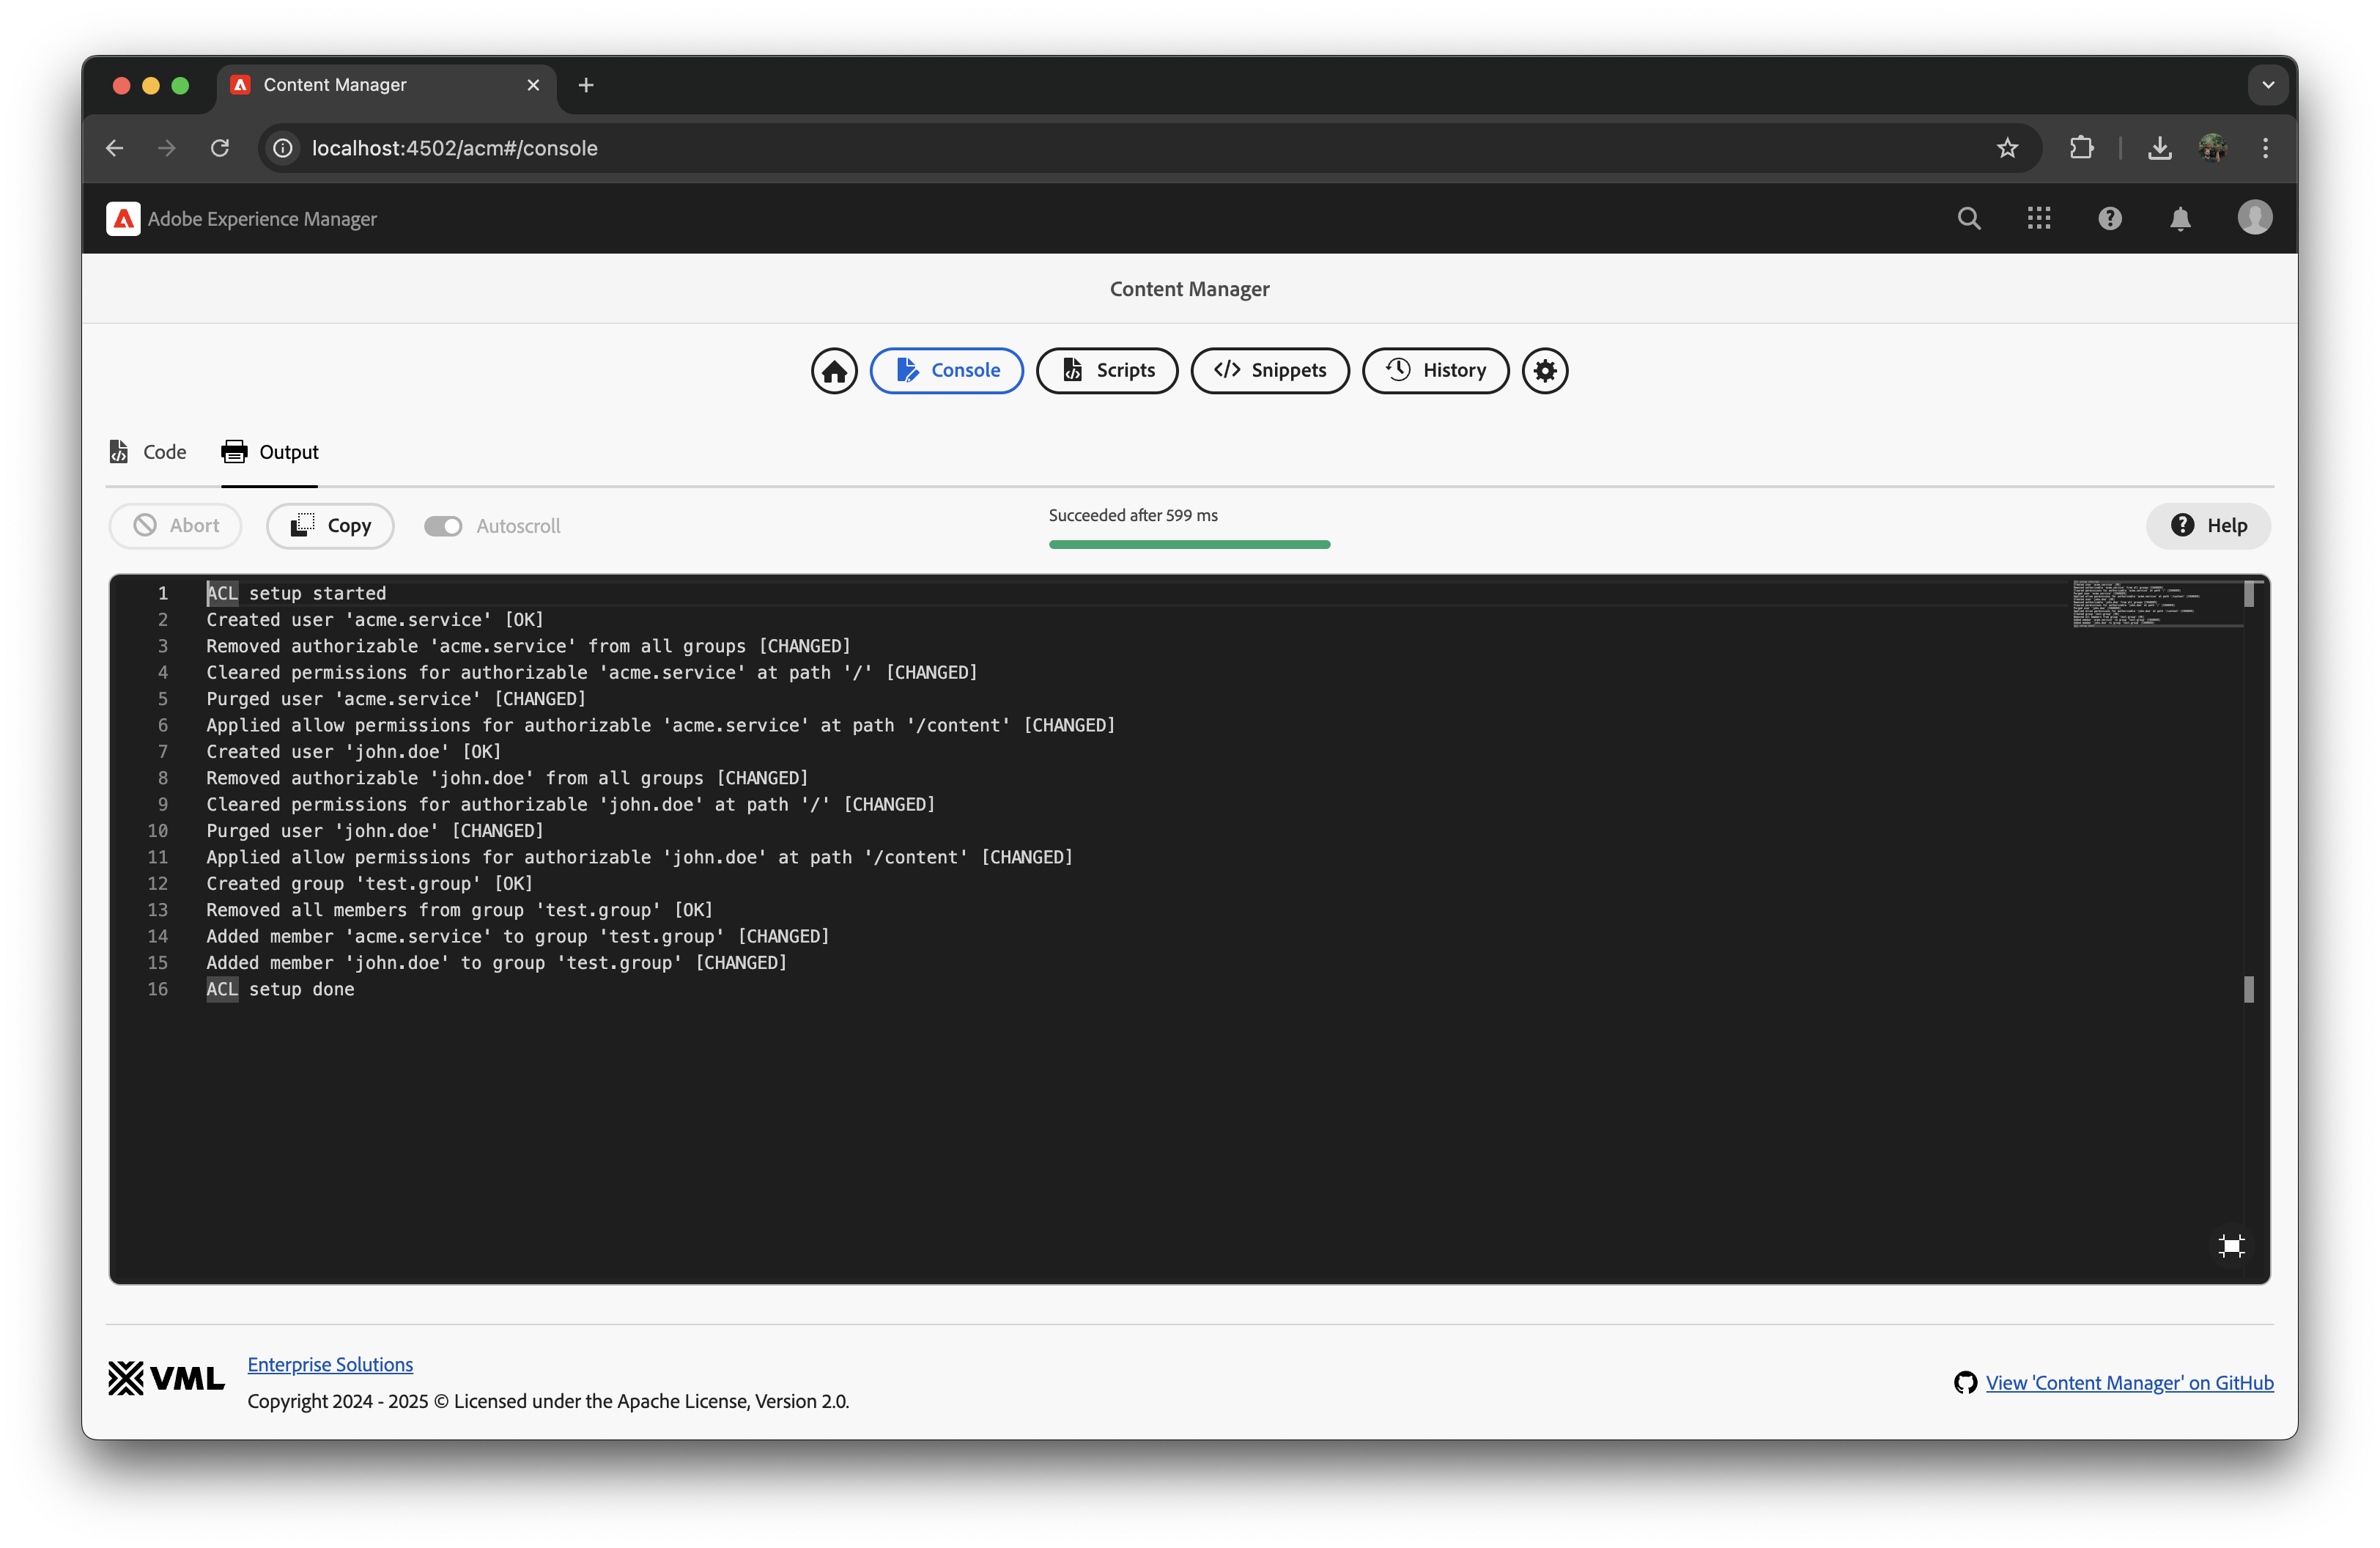 Content Manager
localhost:4502/acm#/console
Adobe Experience Manager
Content Manager
Console
Scripts
</> Snippets
History
Code
Output
Abort
Copy
Autoscroll
Succeeded after 599 ms
Help
1 ACL setup started
2 Created user 'acme.service' [OK]
3 Removed authorizable 'acme.service' from all groups [CHANGED]
4 Cleared permissions for authorizable 'acme.service' at path '/' [CHANGED]
5 Purged user 'acme.service' [CHANGED]
6 Applied allow permissions for authorizable 'acme.service' at path '/content' [CHANGED]
7 Created user 'john.doe' [OK]
8 Removed authorizable 'john.doe' from all groups [CHANGED]
9 Cleared permissions for authorizable 'john.doe' at path '/' [CHANGED]
10 Purged user 'john.doe' [CHANGED]
11 Applied allow permissions for authorizable 'john.doe' at path '/content' [CHANGED]
12 Created group 'test.group' [OK]
13 Removed all members from group 'test.group' [OK]
14 Added member 'acme.service' to group 'test.group' [CHANGED]
15 Added member 'john.doe' to group 'test.group' [CHANGED]
16 ACL setup done
VML
Enterprise Solutions
Copyright 2024 - 2025 © Licensed under the Apache License, Version 2.0.
View 'Content Manager' on GitHub